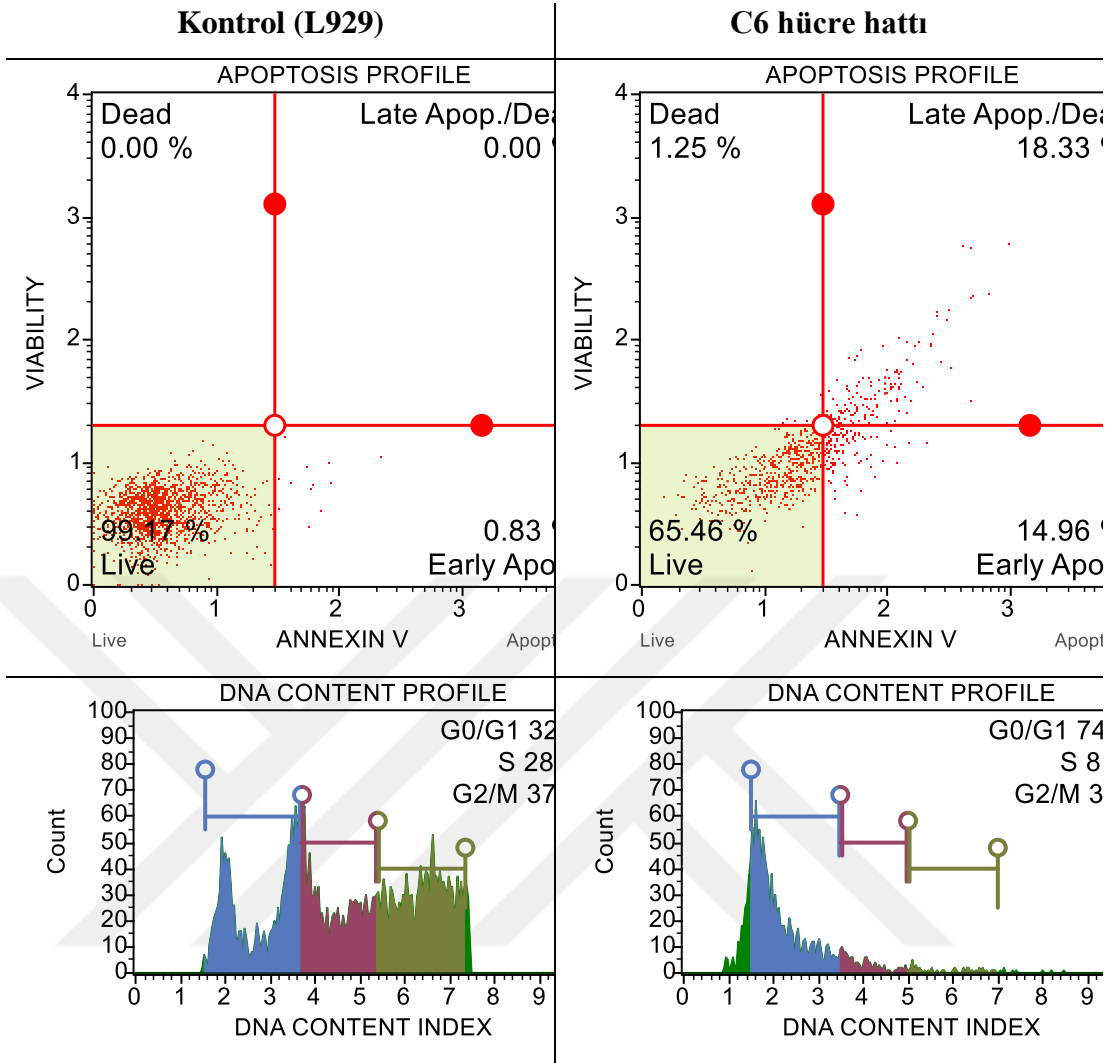 Kontrol (L929)
C6 hücre hattı
APOPTOSIS PROFILE
Dead
0.00 %
Late Apop./Dea
0.00
VIABILITY
4
3
2
1
0
99.17 %
Live
0.83
Early Apo
0 1 2 3
Live
ANNEXIN V
Apopt
APOPTOSIS PROFILE
Dead
1.25 %
Late Apop./Dea
18.33
VIABILITY
4
3
2
1
0
65.46 %
Live
14.96
Early Apo
0 1 2 3
Live
ANNEXIN V
Apopt
DNA CONTENT PROFILE
G0/G1 32
S 28
G2/M 37
Count
100
90
80
70
60
50
40
30
20
10
0
0 1 2 3 4 5 6 7 8 9
DNA CONTENT INDEX
DNA CONTENT PROFILE
G0/G1 74
S 8
G2/M 3
Count
100
90
80
70
60
50
40
30
20
10
0
0 1 2 3 4 5 6 7 8 9
DNA CONTENT INDEX